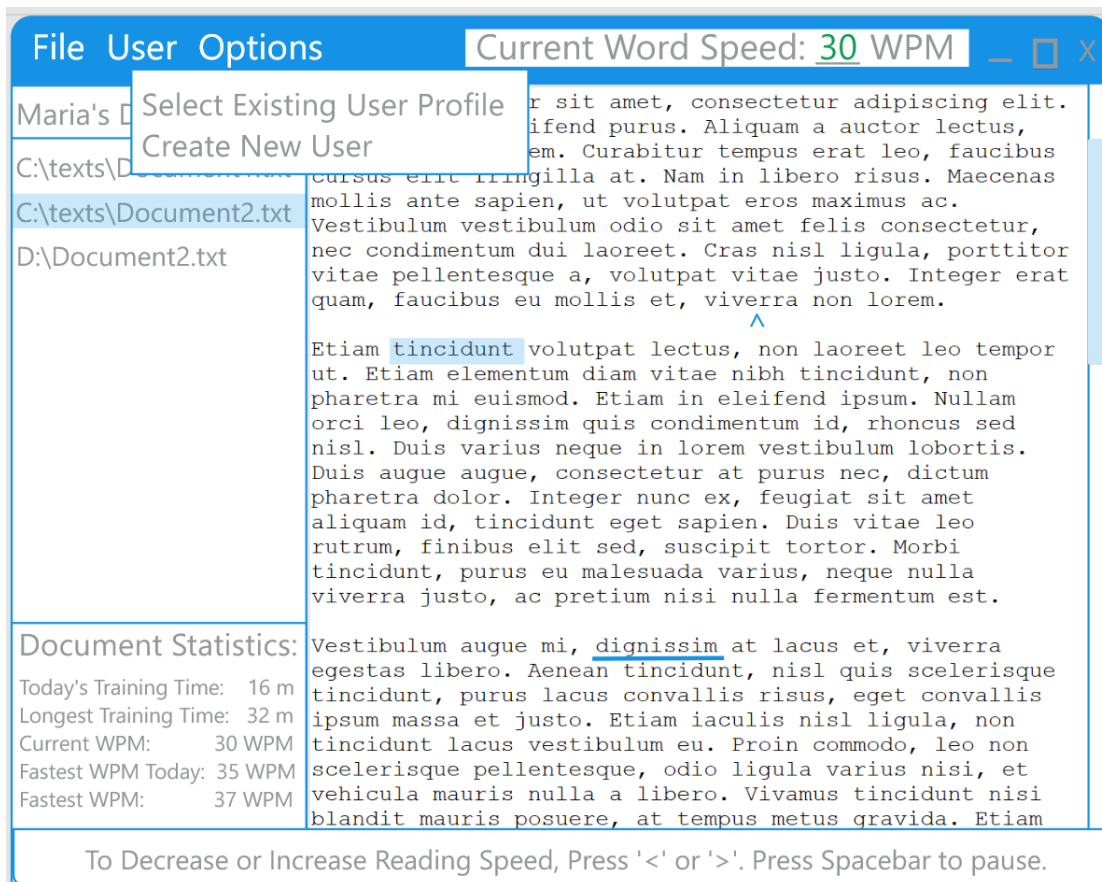 File User Options
Current Word Speed: 30 WPM
X
Select Existing User Profile
Create New User
Maria's
C:\texts\
C:\texts\Document2.txt
D:\Document2.txt
sit amet, consectetur adipiscing elit.
purus. Aliquam a auctor lectus,
Curabitur tempus erat leo, faucibus
cursus elit fringilla at. Nam in libero risus. Maecenas
mollis ante sapien, ut volutpat eros maximus ac.
Vestibulum vestibulum odio sit amet felis consectetur,
nec condimentum dui laoreet. Cras nisl ligula, porttitor
vitae pellentesque a, volutpat vitae justo. Integer erat
quam, faucibus eu mollis et, viverra non lorem.
^
Etiam tincidunt volutpat lectus, non laoreet leo tempor
ut. Etiam elementum diam vitae nibh tincidunt, non
pharetra mi euismod. Etiam in eleifend ipsum. Nullam
orci leo, dignissim quis condimentum id, rhoncus sed
nisl. Duis varius neque in lorem vestibulum lobortis.
Duis augue augue, consectetur at purus nec, dictum
pharetra dolor. Integer nunc ex, feugiat sit amet
aliquam id, tincidunt eget sapien. Duis vitae leo
rutrum, finibus elit sed, suscipit tortor. Morbi
tincidunt, purus eu malesuada varius, neque nulla
viverra justo, ac pretium nisi nulla fermentum est.
Vestibulum augue mi, dignissim at lacus et, viverra
egestas libero. Aenean tincidunt, nisl quis scelerisque
tincidunt, purus lacus convallis risus, eget convallis
ipsum massa et justo. Etiam iaculis nisl ligula, non
tincidunt lacus vestibulum eu. Proin commodo, leo non
scelerisque pellentesque, odio ligula varius nisi, et
vehicula mauris nulla a libero. Vivamus tincidunt nisi
blandit mauris posuere, at tempus metus gravida. Etiam
Document Statistics:
Today's Training Time: 16 m
Longest Training Time: 32 m
Current WPM: 30 WPM
Fastest WPM Today: 35 WPM
Fastest WPM: 37 WPM
To Decrease or Increase Reading Speed, Press '<' or '>'. Press Spacebar to pause.